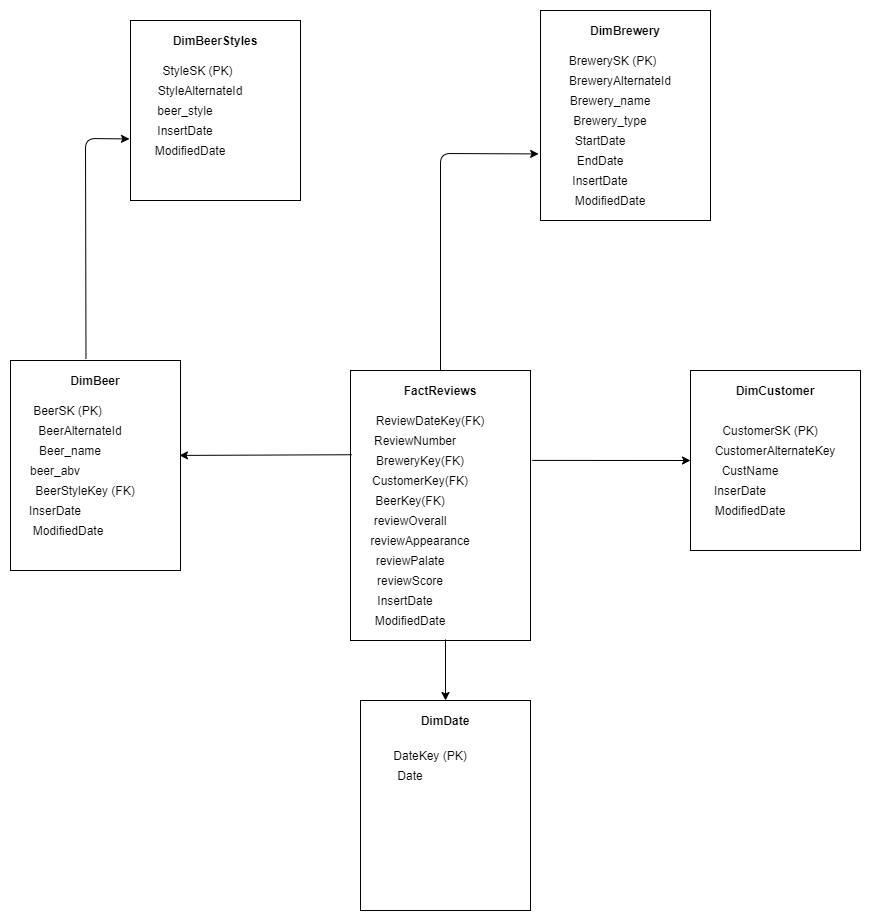 DimBeerStyles
StyleSK (PK)
StyleAlternateId
beer_style
InsertDate
ModifiedDate
DimBrewery
BrewerySK (PK)
BreweryAlternateId
Brewery_name
Brewery_type
StartDate
EndDate
InsertDate
ModifiedDate
DimBeer
BeerSK (PK)
BeerAlternateId
Beer_name
beer_abv
BeerStyleKey (FK)
InserDate
ModifiedDate
FactReviews
ReviewDateKey(FK)
ReviewNumber
BreweryKey(FK)
CustomerKey(FK)
BeerKey(FK)
reviewOverall
reviewAppearance
reviewPalate
reviewScore
InsertDate
ModifiedDate
DimCustomer
CustomerSK (PK)
CustomerAlternateKey
CustName
InserDate
ModifiedDate
DimDate
DateKey (PK)
Date